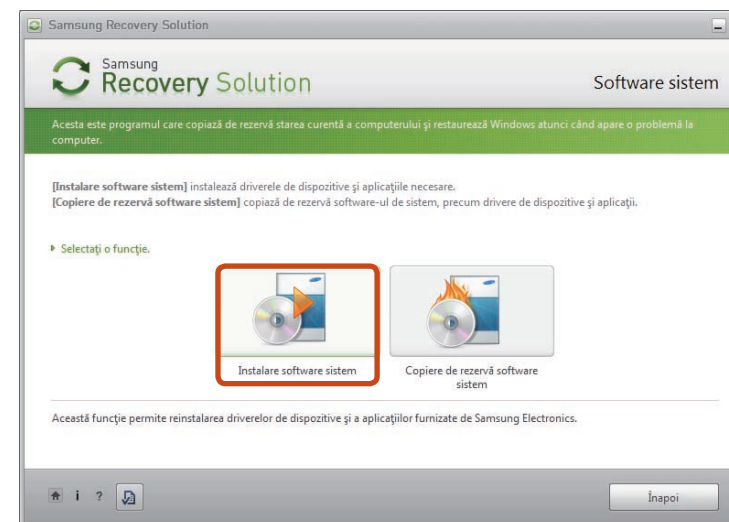 Samsung Recovery Solution
Samsung
Recovery Solution
Software sistem
Acesta este programul care copiază de rezervă starea curentă a computerului şi restaurează Windows atunci când apare o problemă la
computer.
[Instalare software sistem] instalează driverele de dispozitive şi aplicaţiile necesare.
[Copiere de rezervă software sistem] copiază de rezervă software-ul de sistem, precum drivere de dispozitive şi aplicaţii.
Selectaţi o funcţie.
Instalare software sistem
Copiere de rezervă software
sistem
Această funcţie permite reinstalarea driverelor de dispozitive şi a aplicaţiilor furnizate de Samsung Electronics.
i ?
Înapoi